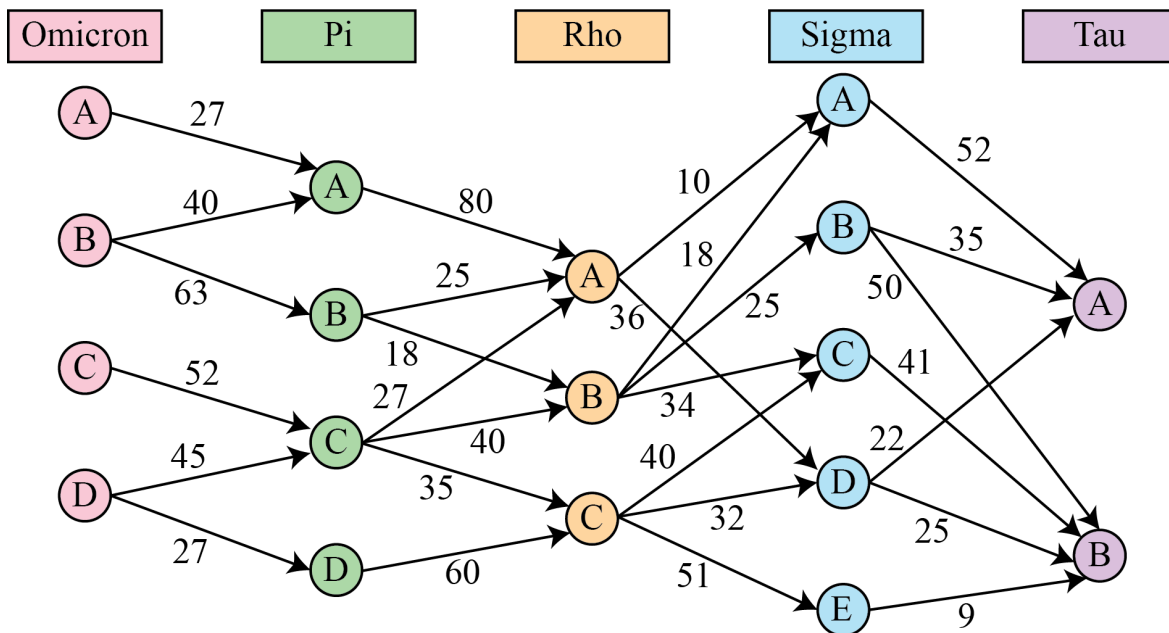 Omicron Pi Rho Sigma Tau
A 27
A 52
A
40 80 10
B
B 35
18
25 A 50
63 25 A
B 36
C 52 18 C 41
27 B 34
C 40 40 22
45
D 35 D
32 25
C B
27 D 60 51
E 9